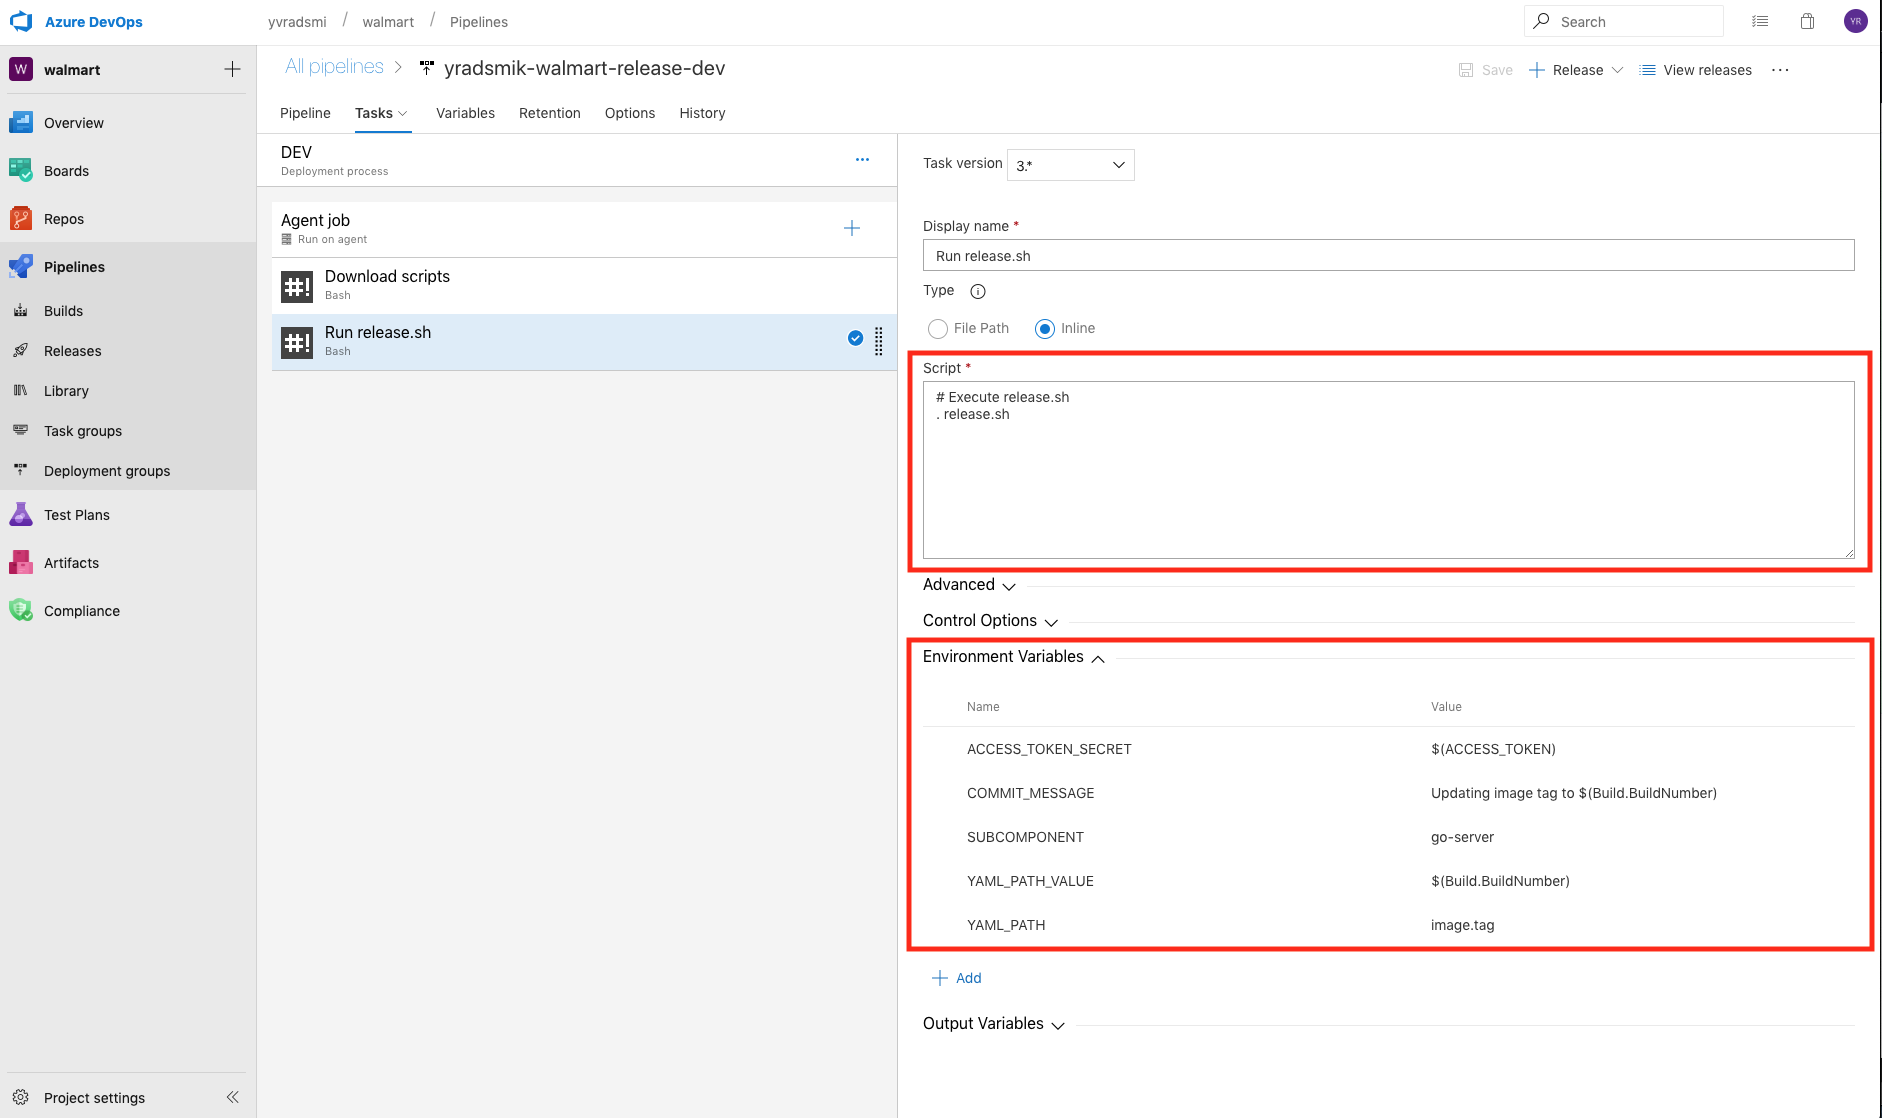 Azure DevOps
yvradsmi / walmart / Pipelines
Search
YR
W walmart
Overview
Boards
Repos
Pipelines
Builds
Releases
Library
Task groups
Deployment groups
Test Plans
Artifacts
Compliance
Project settings
All pipelines > yradsmik-walmart-release-dev
Save
Release
View releases
Pipeline
Tasks
Variables
Retention
Options
History
DEV
Deployment process
Agent job
Run on agent
#! Download scripts
Bash
#! Run release.sh
Bash
Task version 3.*
Display name *
Run release.sh
Type
File Path
Inline
Script *
# Execute release.sh
. release.sh
Advanced
Control Options
Environment Variables
Name Value
ACCESS_TOKEN_SECRET $(ACCESS_TOKEN)
COMMIT_MESSAGE Updating image tag to $(Build.BuildNumber)
SUBCOMPONENT go-server
YAML_PATH_VALUE $(Build.BuildNumber)
YAML_PATH image.tag
Add
Output Variables